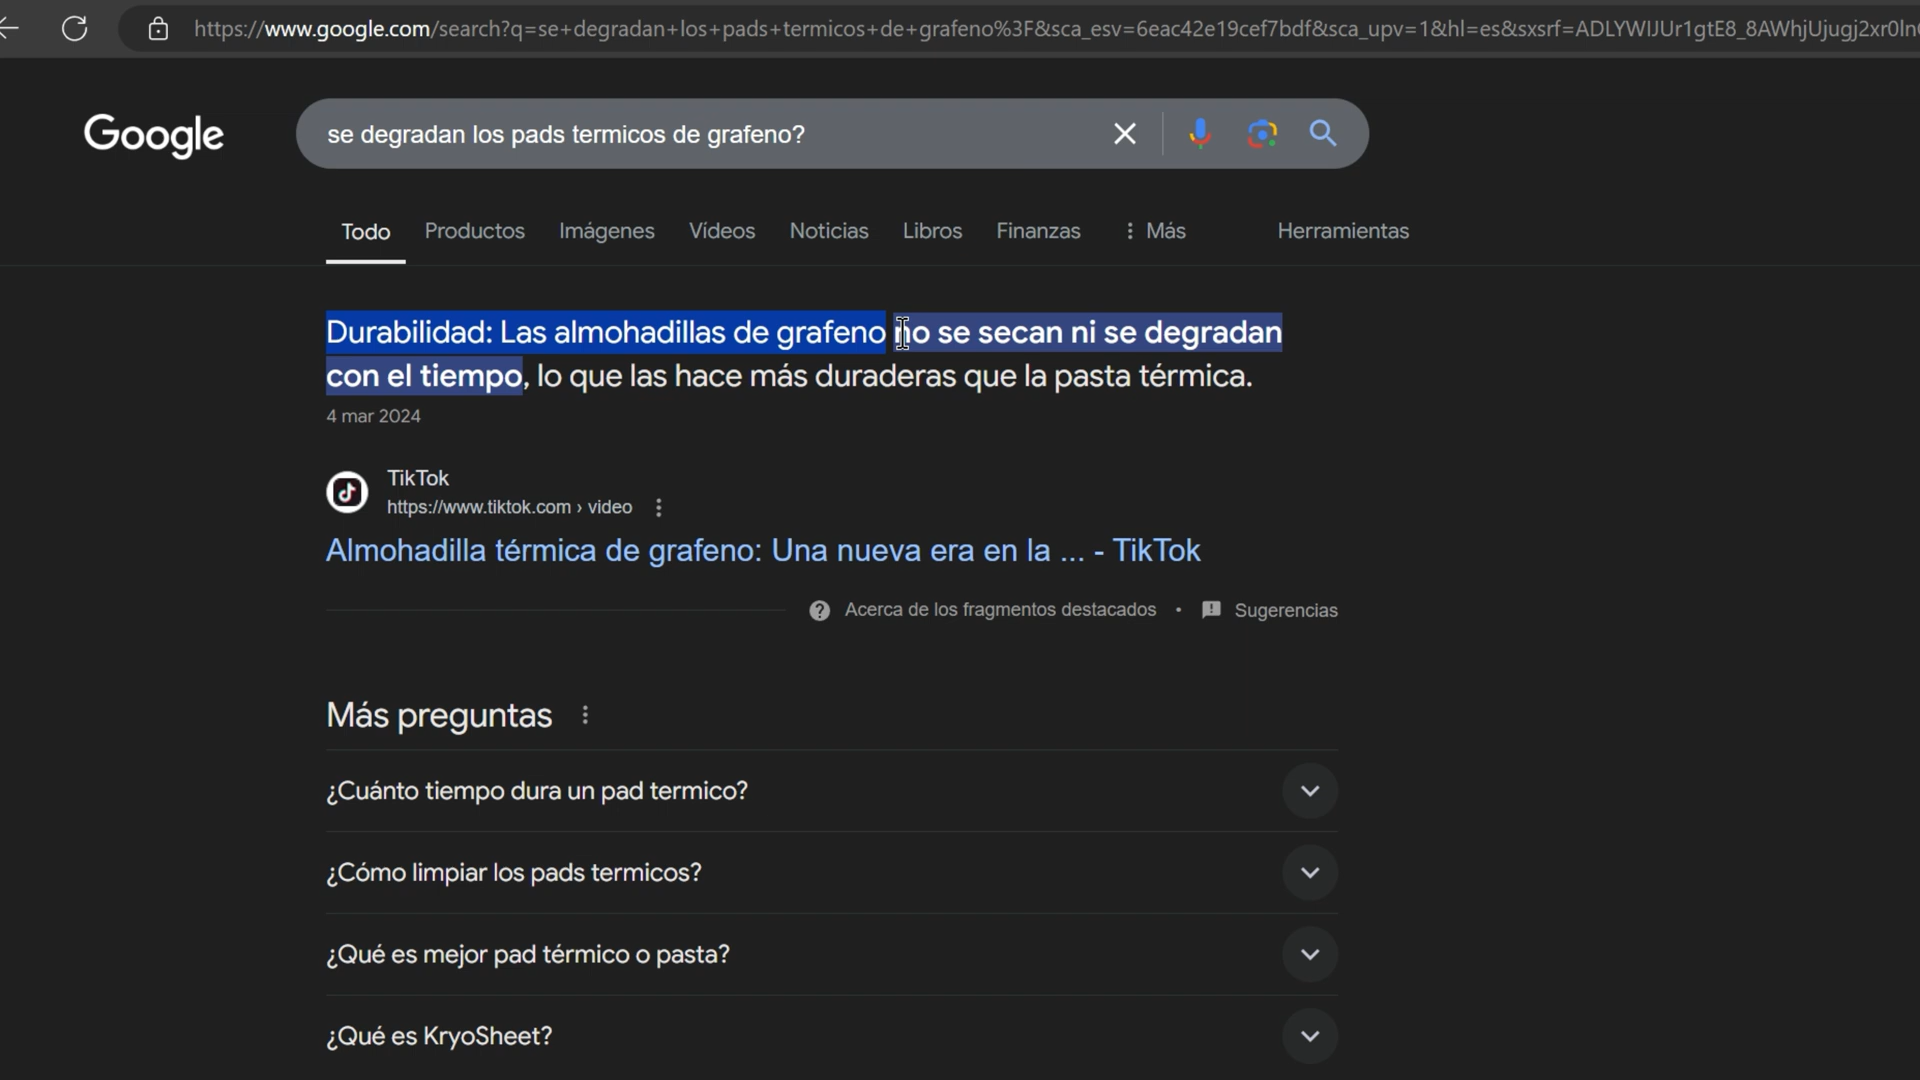 https://www.google.com/search?q=se+degradan+los+pads+termicos+de+grafeno%3F&sca_esv=6eac42e19cef7bdf&sca_upv=1&hl=es&sxsrf=
Google
se degradan los pads termicos de grafeno?
Todo Productos Imágenes Vídeos Noticias Libros Finanzas Más Herramientas
Durabilidad: Las almohadillas de grafeno no se secan ni se degradan
con el tiempo, lo que las hace más duraderas que la pasta térmica.
4 mar 2024
TikTok
https://www.tiktok.com › video
Almohadilla térmica de grafeno: Una nueva era en la ... - TikTok
Acerca de los fragmentos destacados • Sugerencias
Más preguntas
¿Cuánto tiempo dura un pad termico?
¿Cómo limpiar los pads termicos?
¿Qué es mejor pad térmico o pasta?
¿Qué es KryoSheet?